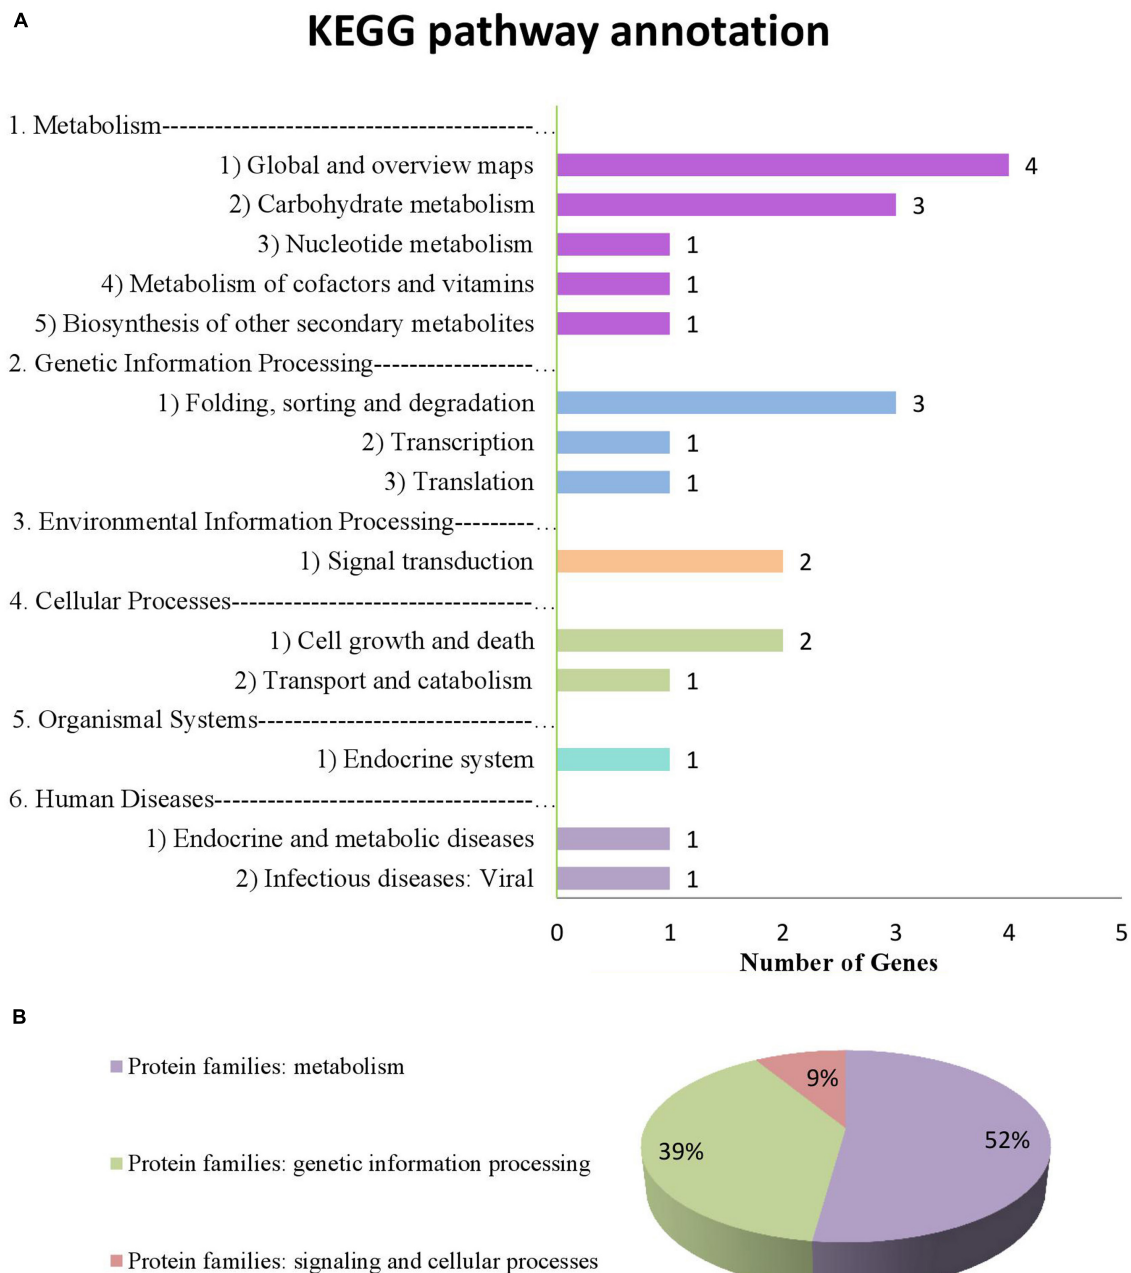 A
KEGG pathway annotation
1. Metabolism-------------------------------------------…
1) Global and overview maps 4
2) Carbohydrate metabolism 3
3) Nucleotide metabolism 1
4) Metabolism of cofactors and vitamins 1
5) Biosynthesis of other secondary metabolites 1
2. Genetic Information Processing------------------…
1) Folding, sorting and degradation 3
2) Transcription 1
3) Translation 1
3. Environmental Information Processing---------…
1) Signal transduction 2
4. Cellular Processes-----------------------------------…
1) Cell growth and death 2
2) Transport and catabolism 1
5. Organismal Systems--------------------------------…
1) Endocrine system 1
6. Human Diseases-------------------------------------…
1) Endocrine and metabolic diseases 1
2) Infectious diseases: Viral 1
0 1 2 3 4 5
Number of Genes
B
Protein families: metabolism
9%
52%
39%
Protein families: genetic information processing
Protein families: signaling and cellular processes